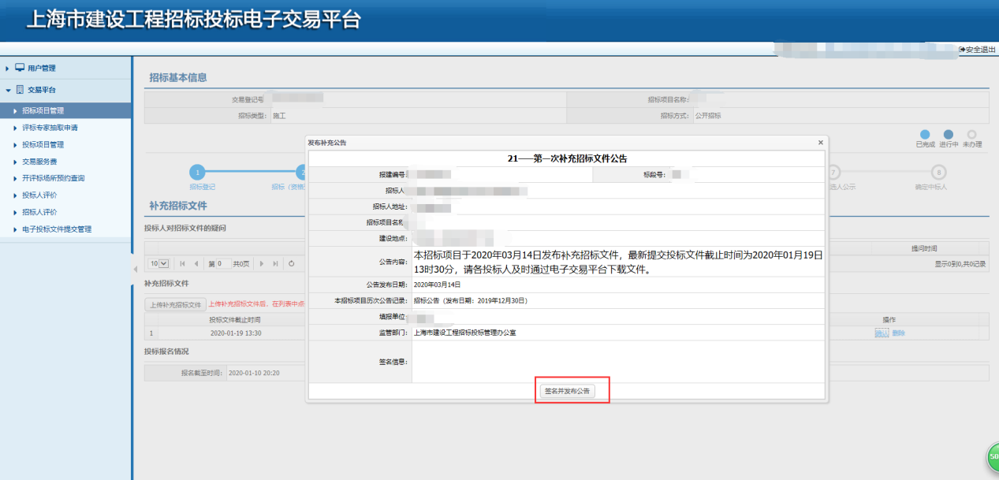 上海市建设工程招标投标电子交易平台
安全退出
用户管理
交易平台
招标项目管理
评标专家抽取申请
投标项目管理
交易服务费
开评标场所预约查询
投标人评价
招标人评价
电子投标文件提交管理
招标基本信息
交易登记号 招标项目名称:
招标类型: 施工 招标方式: 公开招标
已完成 进行中 未办理
1 2 7 8
招标登记 招标（资格 选人公示 确定中标人
补充招标文件
投标人对招标文件的疑问
提问时间
10 第 0 共0页 显示0到0,共0记录
补充招标文件
上传补充招标文件 上传补充招标文件后，在列表中点
投标文件截止时间 操作
1 2020-01-19 13:30 确认 删除
投标报名情况
报名截至时间: 2020-01-10 20:20
发布补充公告 ×
21——第一次补充招标文件公告
报建编号: 标段号:
招标人
招标人地址:
招标项目名称
建设地点:
公告内容: 本招标项目于2020年03月14日发布补充招标文件，最新提交投标文件截止时间为2020年01月19日
13时30分，请各投标人及时通过电子交易平台下载文件。
公告发布日期: 2020年03月14日
本招标项目历次公告记录: 招标公告（发布日期：2019年12月30日）
填报单位:
监管部门: 上海市建设工程招标投标管理办公室
签名信息:
签名并发布公告
50